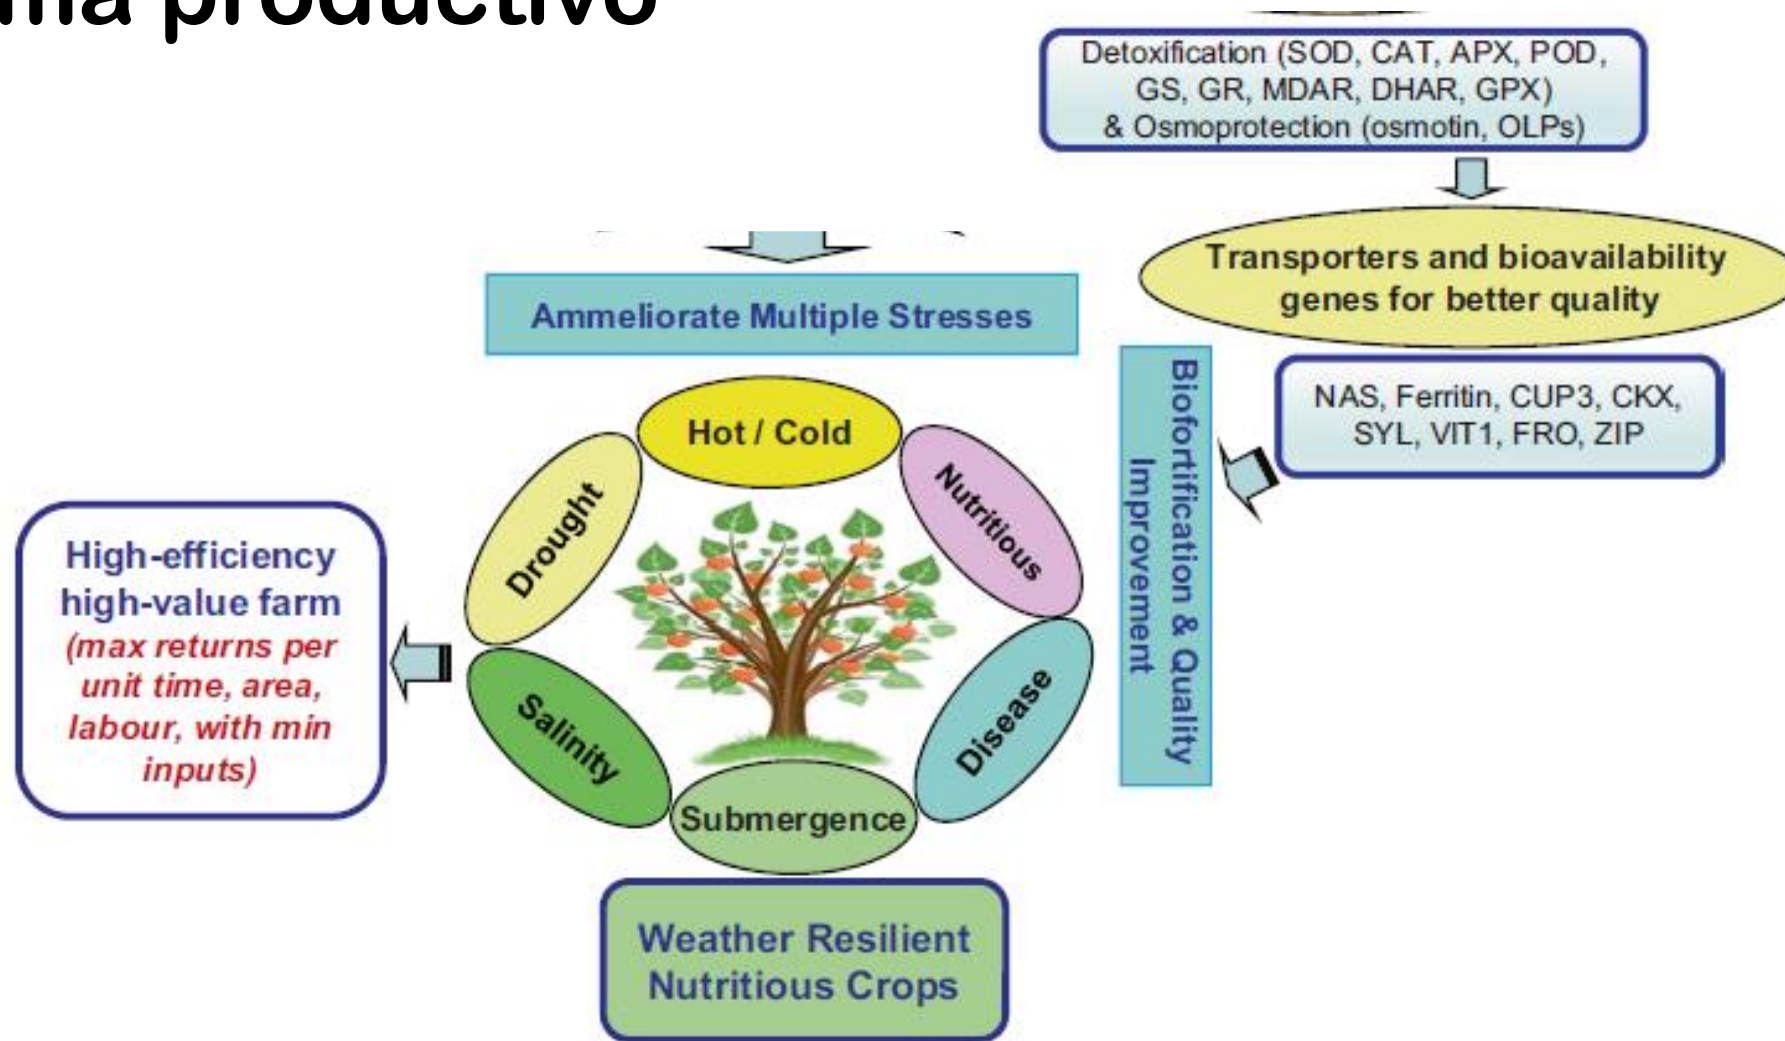 productivo
Detoxification (SOD, CAT, APX, POD,
GS, GR, MDAR, DHAR, GPX)
& Osmoprotection (osmotin, OLPs)
Transporters and bioavailability
genes for better quality
Ammeliorate Multiple Stresses
NAS, Ferritin, CUP3, CKX,
SYL, VIT1, FRO, ZIP
Biofortification & Quality
Improvement
Hot / Cold
Drought
Nutritious
High-efficiency
high-value farm
(max returns per
unit time, area,
labour, with min
inputs)
Salinity
Disease
Submergence
Weather Resilient
Nutritious Crops